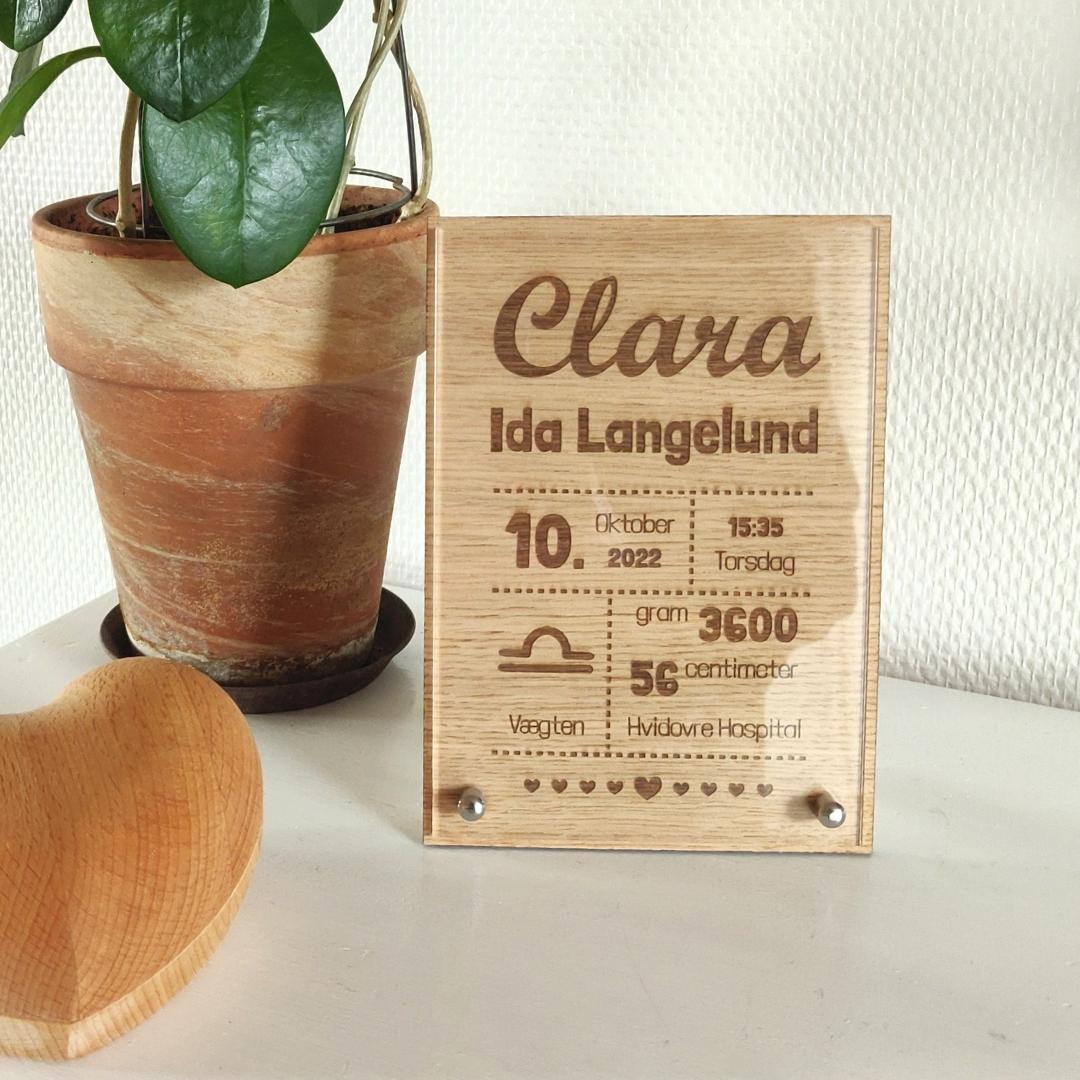 Clara
Ida Langelund
10. Oktober 2022
15:35
Torsdag
gram 3600
56 centimeter
Vægten
Hvidovre Hospital